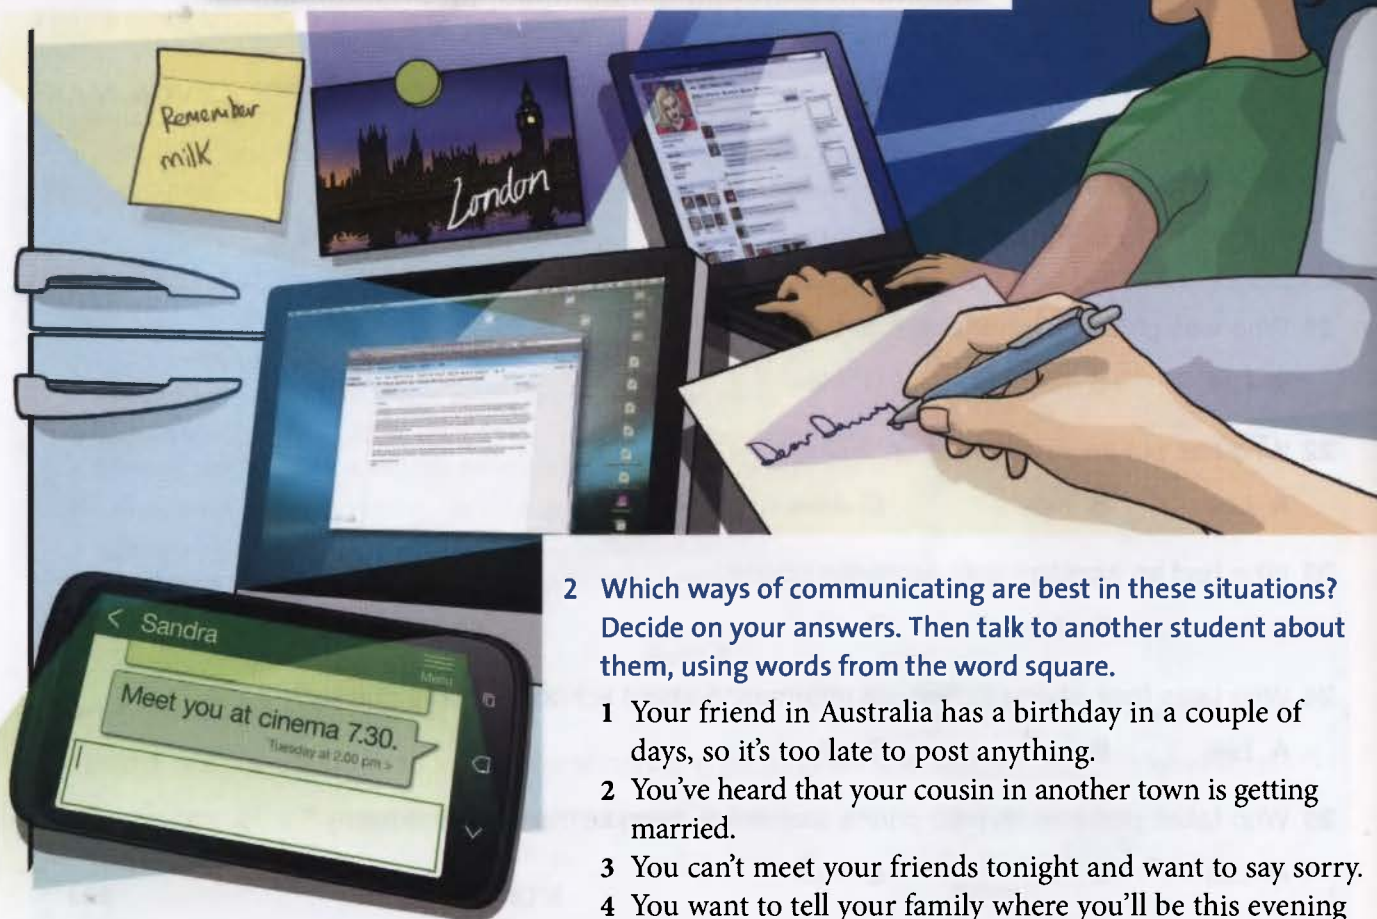 Remember
milk
London
Dear Danny
< Sandra
Menu
Meet you at cinema 7.30.
Tuesday at 2.00 pm >
2 Which ways of communicating are best in these situations?
Decide on your answers. Then talk to another student about
them, using words from the word square.
1 Your friend in Australia has a birthday in a couple of
days, so it's too late to post anything.
2 You've heard that your cousin in another town is getting
married.
3 You can't meet your friends tonight and want to say sorry.
4 You want to tell your family where you'll be this evening